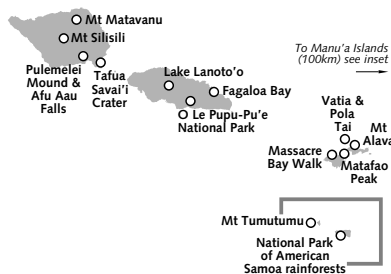 Mt Matavanu
Mt Silisili
Pulemelei
Mound &
Afu Aau
Falls
Tafua
Savai'i
Crater
Lake Lanoto'o
Fagaloa Bay
Le Pupu-Pu'e
National Park
To Manu'a Islands
(100km) see inset
Vatia &
Pola
Tai
Mt
Alava
Massacre
Bay Walk
Matafao
Peak
Mt Tumutumu
National Park
of American
Samoa rainforests